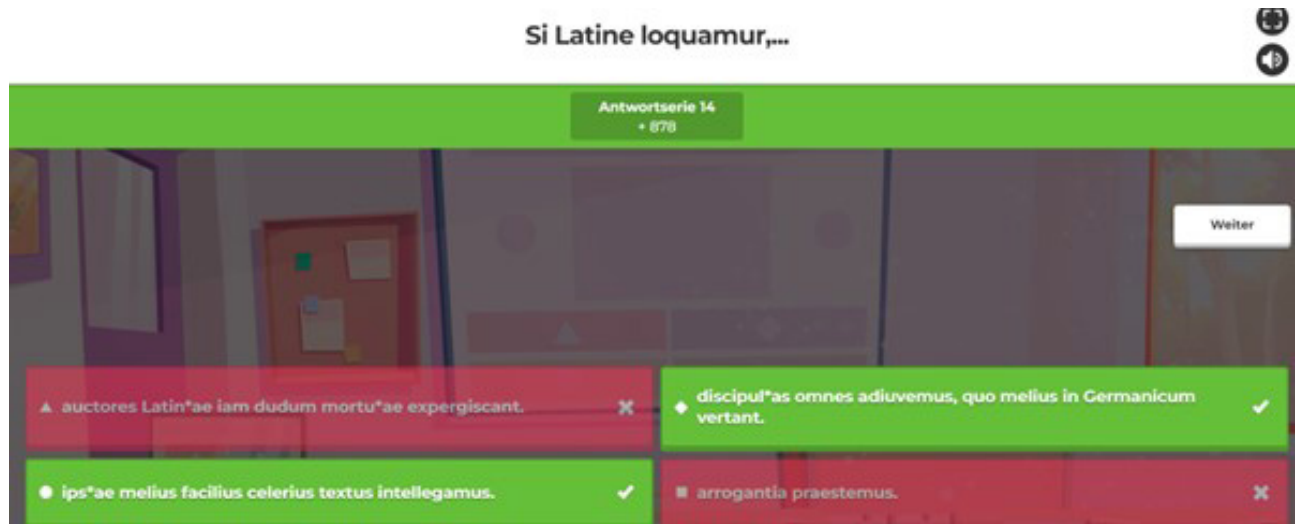 Si Latine loquamur,...
Antwortserie 14
+ 878
Weiter
auctores Latin*ae iam dudum mortu*ae expergiscant.
discipul*as omnes adiuvemus, quo melius in Germanicum
vertant.
ips*ae melius facilius celerius textus intellegamus.
arrogantia praestemus.